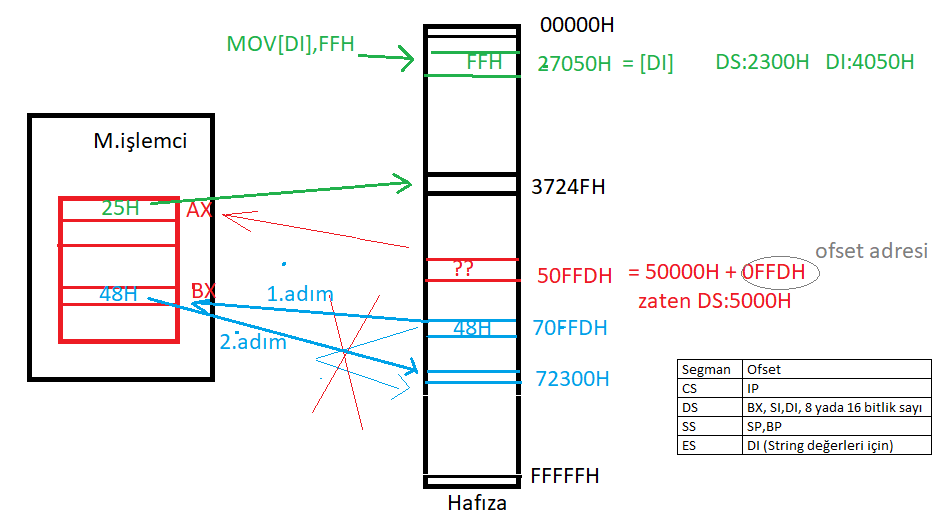 00000H
MOV[DI],FFH
FFH
27050H = [DI] DS:2300H DI:4050H
M.işlemci
3724FH
25H
AX
ofset adresi
??
50FFDH = 50000H + 0FFDH
zaten DS:5000H
48H
BX
1.adım
48H
70FFDH
2.adım
72300H
Segman Ofset
CS IP
DS BX, SI,DI, 8 yada 16 bitlik sayı
SS SP,BP
ES DI (String değerleri için)
FFFFFH
Hafıza